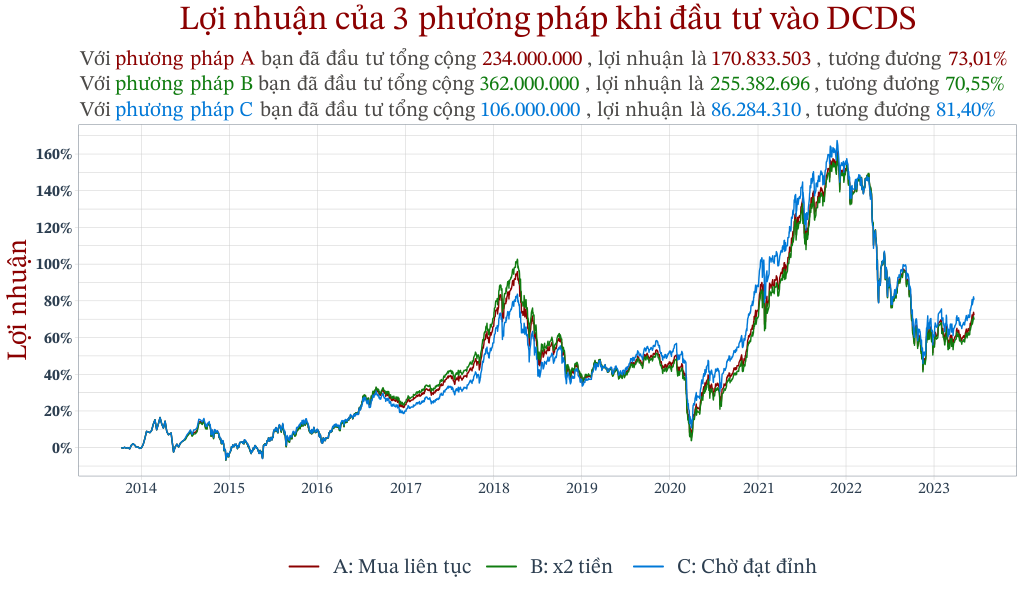 Lợi nhuận của 3 phương pháp khi đầu tư vào DCDS
Với phương pháp A bạn đã đầu tư tổng cộng 234.000.000 , lợi nhuận là 170.833.503 , tương đương 73,01%
Với phương pháp B bạn đã đầu tư tổng cộng 362.000.000 , lợi nhuận là 255.382.696 , tương đương 70,55%
Với phương pháp C bạn đã đầu tư tổng cộng 106.000.000 , lợi nhuận là 86.284.310 , tương đương 81,40%
Lợi nhuận
160%
140%
120%
100%
80%
60%
40%
20%
0%
2014 2015 2016 2017 2018 2019 2020 2021 2022 2023
A: Mua liên tục B: x2 tiền C: Chờ đạt đỉnh